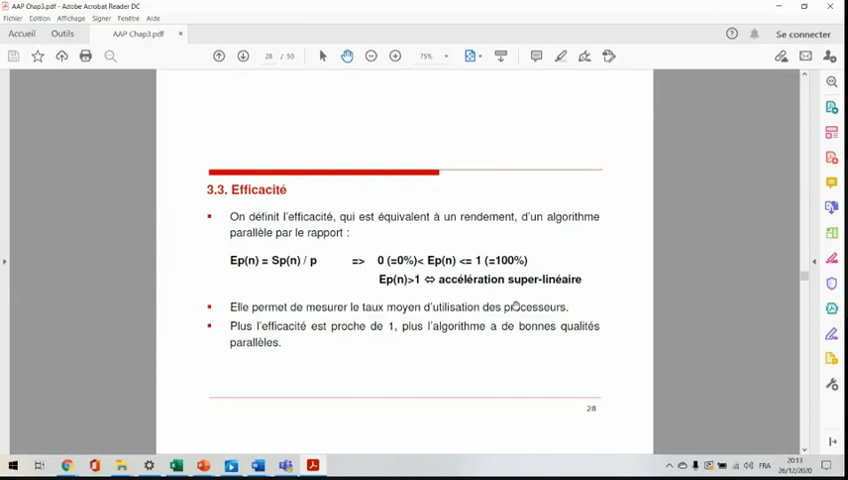 AAP Chap3.pdf - Adobe Acrobat Reader DC
Fichier Edition Affichage Signer Fenêtre Aide
Accueil Outils AAP Chap3.pdf × Se connecter
28 / 50 75%
3.3. Efficacité
On définit l'efficacité, qui est équivalent à un rendement, d'un algorithme
parallèle par le rapport :
Ep(n) = Sp(n) / p => 0 (=0%)< Ep(n) <= 1 (=100%)
Ep(n)>1 ⇔ accélération super-linéaire
Elle permet de mesurer le taux moyen d'utilisation des processeurs.
Plus l'efficacité est proche de 1, plus l'algorithme a de bonnes qualités
parallèles.
28
FRA
20:13
26/12/2020